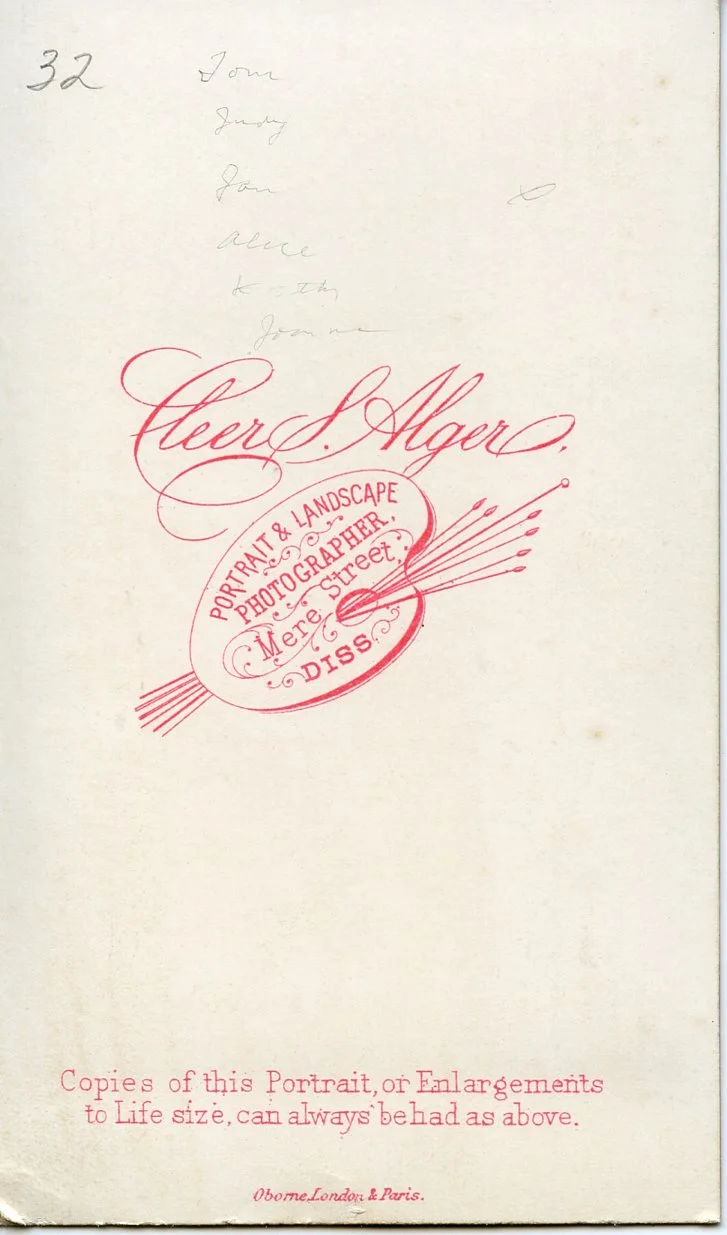 32
Tom
Judy
Jon
Alice
Kathy
Joanne
Cleer S. Alger.
PORTRAIT & LANDSCAPE
PHOTOGRAPHER.
Mere Street,
DISS
Copies of this Portrait, or Enlargements
to Life size, can always be had as above.
Oborne, London & Paris.